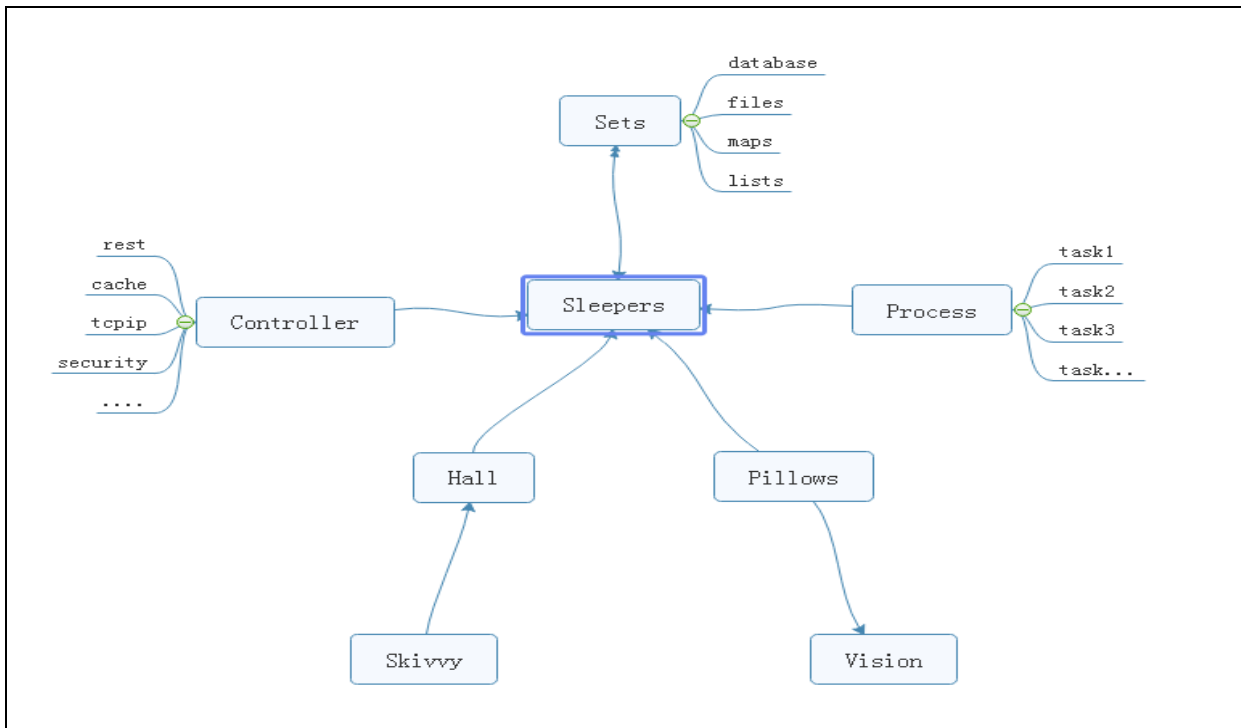 database
files
Sets
maps
lists
rest
cache
tcpip
security
....
Controller
Sleepers
Process
task1
task2
task3
task...
Hall
Pillows
Skivvy
Vision